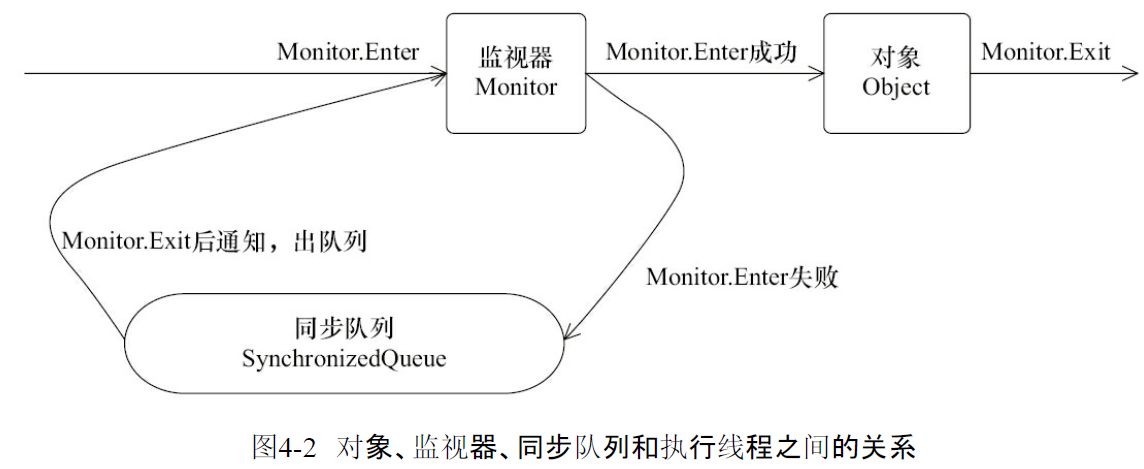 Monitor.Enter
监视器
Monitor
Monitor.Enter成功
对象
Object
Monitor.Exit
Monitor.Exit后通知，出队列
Monitor.Enter失败
同步队列
SynchronizedQueue
图4-2 对象、监视器、同步队列和执行线程之间的关系